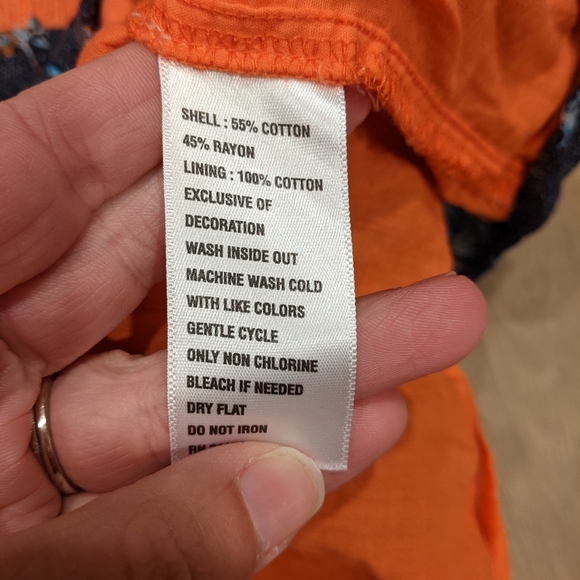 SHELL : 55% COTTON
45% RAYON
LINING : 100% COTTON
EXCLUSIVE OF
DECORATION
WASH INSIDE OUT
MACHINE WASH COLD
WITH LIKE COLORS
GENTLE CYCLE
ONLY NON CHLORINE
BLEACH IF NEEDED
DRY FLAT
DO NOT IRON